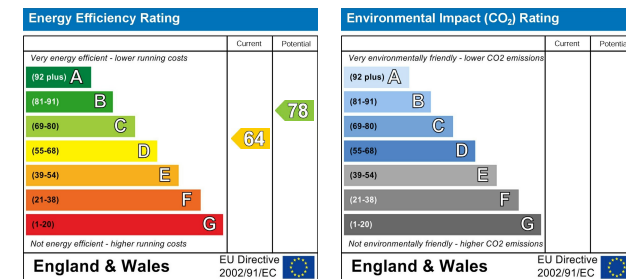 Energy Efficiency Rating
Current Potential
Very energy efficient - lower running costs
(92 plus) A
(81-91) B
(69-80) C
(55-68) D
(39-54) E
(21-38) F
(1-20) G
64
78
Not energy efficient - higher running costs
England & Wales
EU Directive
2002/91/EC
Environmental Impact (CO₂) Rating
Current Potential
Very environmentally friendly - lower CO2 emissions
(92 plus) A
(81-91) B
(69-80) C
(55-68) D
(39-54) E
(21-38) F
(1-20) G
Not environmentally friendly - higher CO2 emissions
England & Wales
EU Directive
2002/91/EC